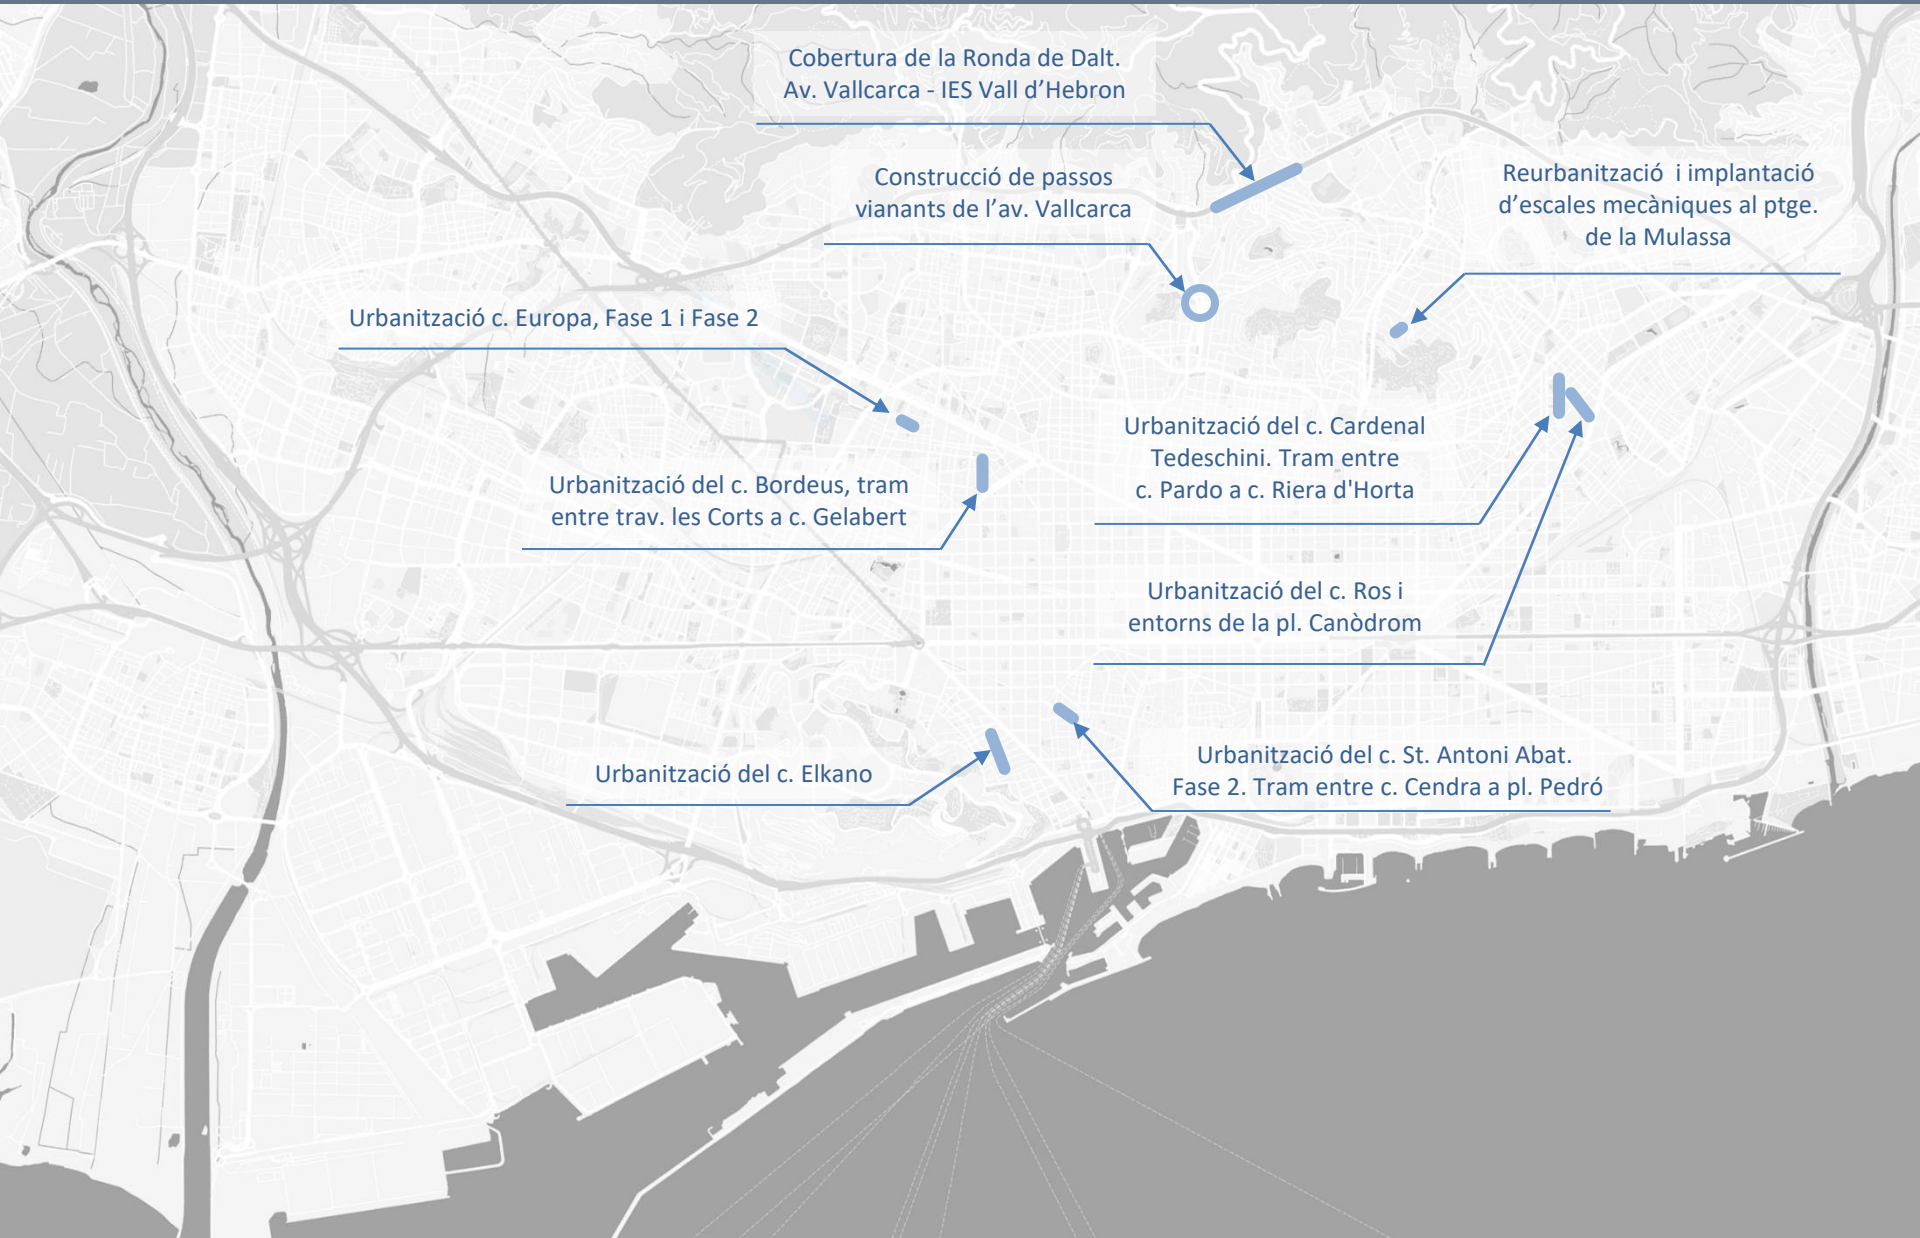 Cobertura de la Ronda de Dalt.
Av. Vallcarca - IES Vall d’Hebron
Construcció de passos
vianants de l’av. Vallcarca
Reurbanització i implantació
d’escales mecàniques al ptge.
de la Mulassa
Urbanització c. Europa, Fase 1 i Fase 2
Urbanització del c. Cardenal
Tedeschini. Tram entre
c. Pardo a c. Riera d'Horta
Urbanització del c. Bordeus, tram
entre trav. les Corts a c. Gelabert
Urbanització del c. Ros i
entorns de la pl. Canòdrom
Urbanització del c. Elkano
Urbanització del c. St. Antoni Abat.
Fase 2. Tram entre c. Cendra a pl. Pedró